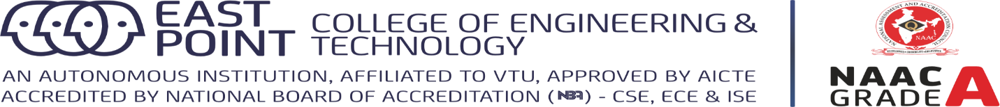 EAST
POINT
COLLEGE OF ENGINEERING &
TECHNOLOGY
AN AUTONOMOUS INSTITUTION, AFFILIATED TO VTU, APPROVED BY AICTE
ACCREDITED BY NATIONAL BOARD OF ACCREDITATION (NBA) - CSE, ECE & ISE
NATIONAL ASSESSMENT AND ACCREDITATION COUNCIL
NAAC
EXCELLENCE • CREDIBILITY • RELEVANCE
NAAC
GRADE A